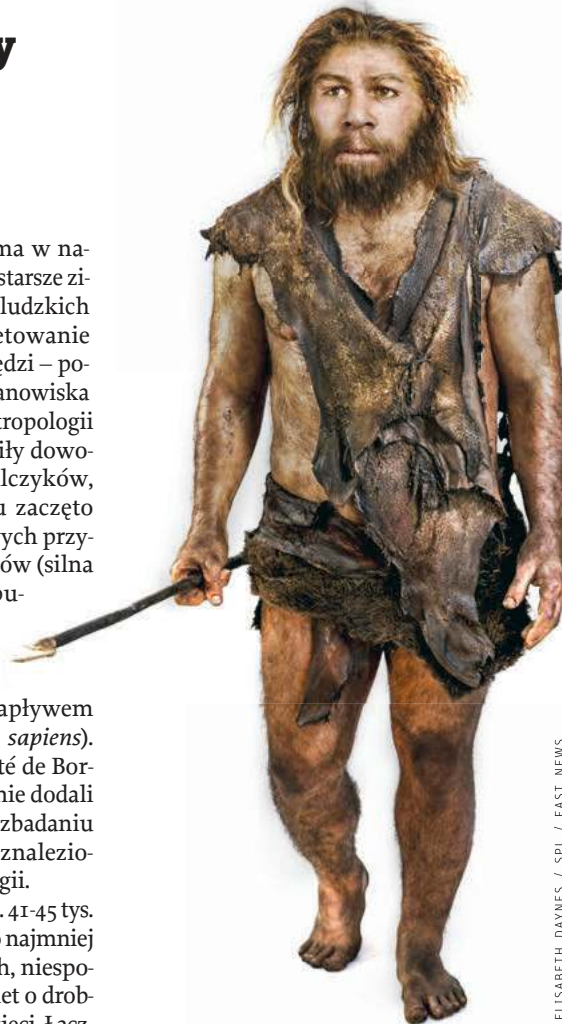 y
ma w na-
starsze zi-
ludzkich
etowanie
ędzi – po-
anowiska
tropologii
iły dowo-
lczyków,
u zaczęto
ych przy-
ów (silna
pu-
apływem
sapiens).
té de Bor-
nie dodali
zbadaniu
znalezio-
gii.
. 41-45 tys.
o najmniej
h, niespo-
et o drob-
ELISABETH DAYNES / SPL / EAST NEWS